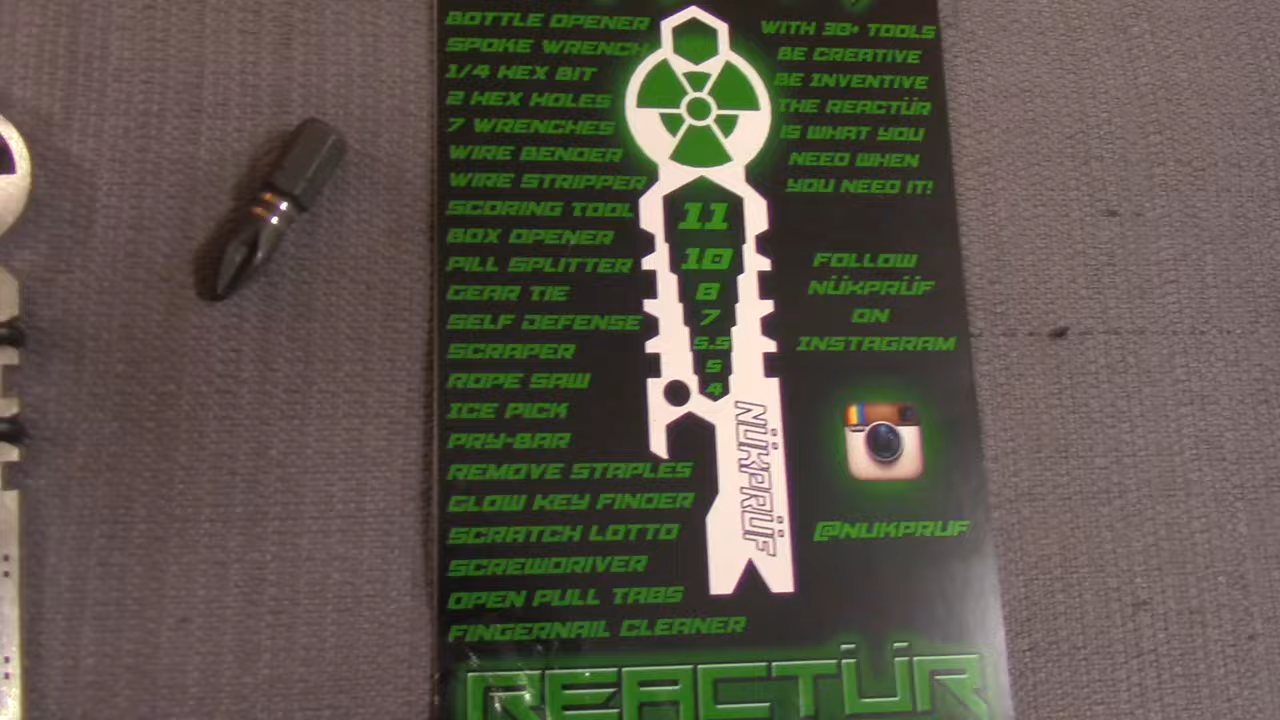 BOTTLE OPENER
SPOKE WRENCH
1/4 HEX BIT
2 HEX HOLES
7 WRENCHES
WIRE BENDER
WIRE STRIPPER
SCORING TOOL
BOX OPENER
PILL SPLITTER
GEAR TIE
SELF DEFENSE
SCRAPER
ROPE SAW
ICE PICK
PRY-BAR
REMOVE STAPLES
GLOW KEY FINDER
SCRATCH LOTTO
SCREWDRIVER
OPEN PULL TABS
FINGERNAIL CLEANER
11
10
8
7
5.5
5
4
NÜKPRÜF
WITH 30+ TOOLS
BE CREATIVE
BE INVENTIVE
THE REACTÜR
IS WHAT YOU
NEED WHEN
YOU NEED IT!
FOLLOW
NÜKPRÜF
ON
INSTAGRAM
@NUKPRUF
REACTÜR